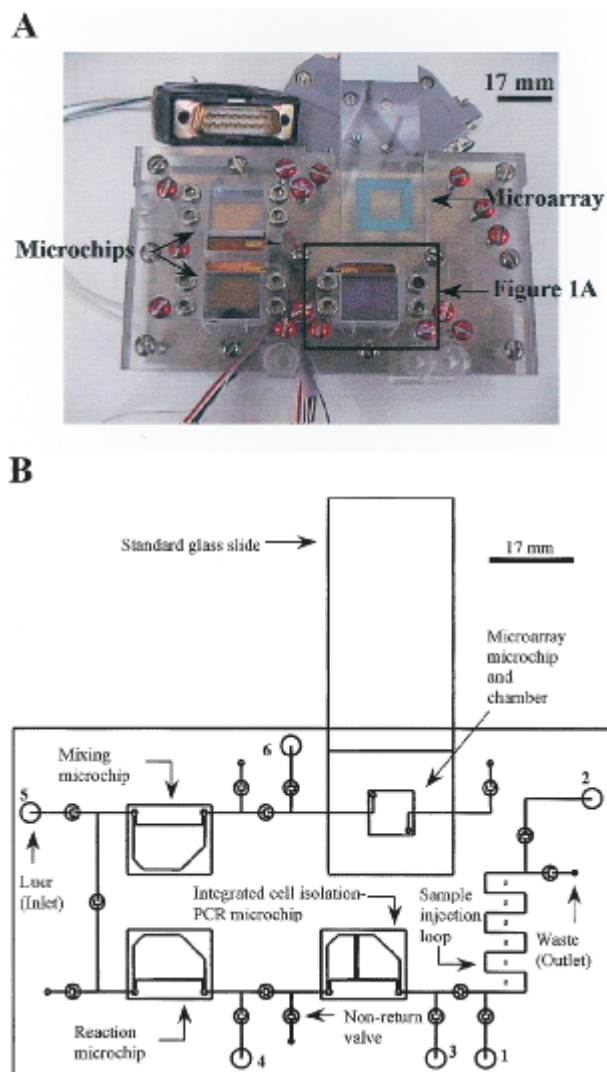 A
17 mm
Microarray
Microchips
Figure 1A
B
Standard glass slide
17 mm
Microarray
microchip
and
chamber
Mixing
microchip
6
5
2
Luer
(Inlet)
Integrated cell isolation-
PCR microchip
Sample
injection
loop
Waste
(Outlet)
Reaction
microchip
Non-return
valve
4
3
1